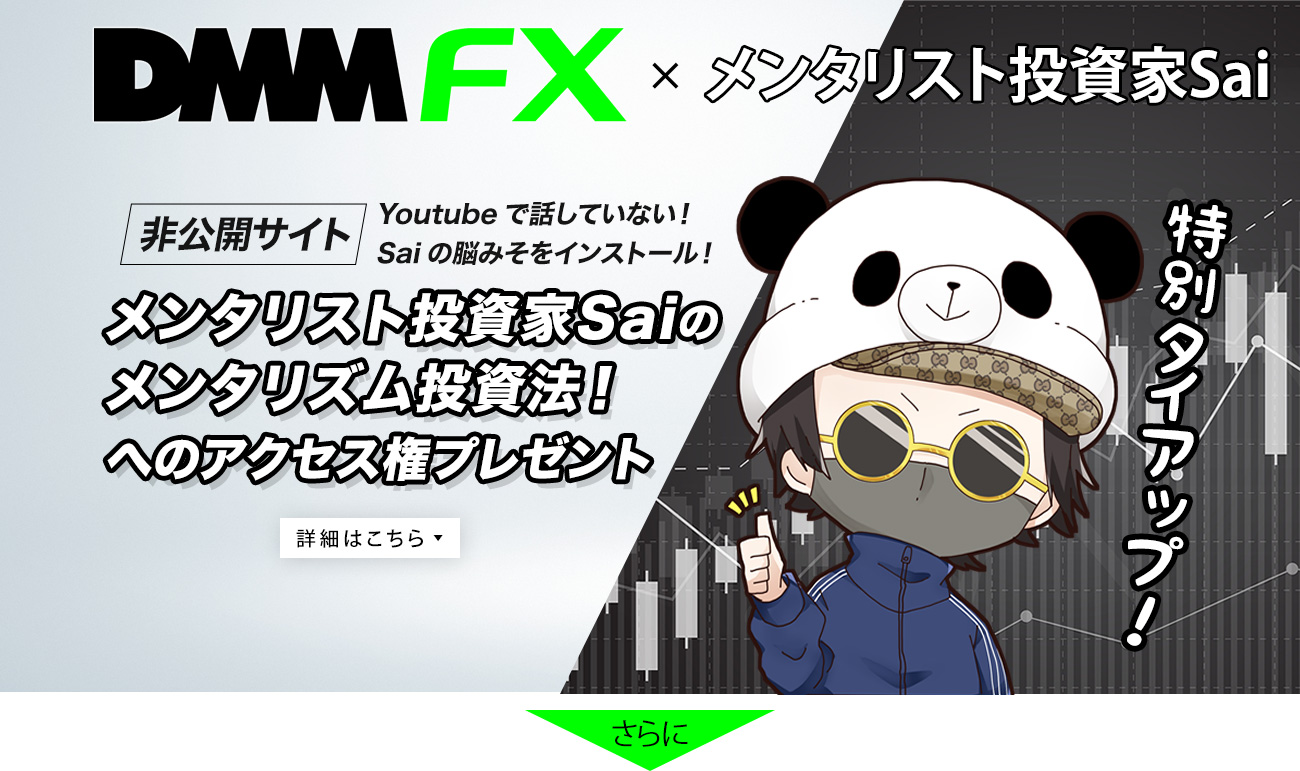 DMM FX × メンタリスト投資家Sai
非公開サイト
Youtubeで話していない！
Saiの脳みそをインストール！
メンタリスト投資家Saiの
メンタリズム投資法！
へのアクセス権プレゼント
詳細はこちら▼
特別タイアップ！
さらに